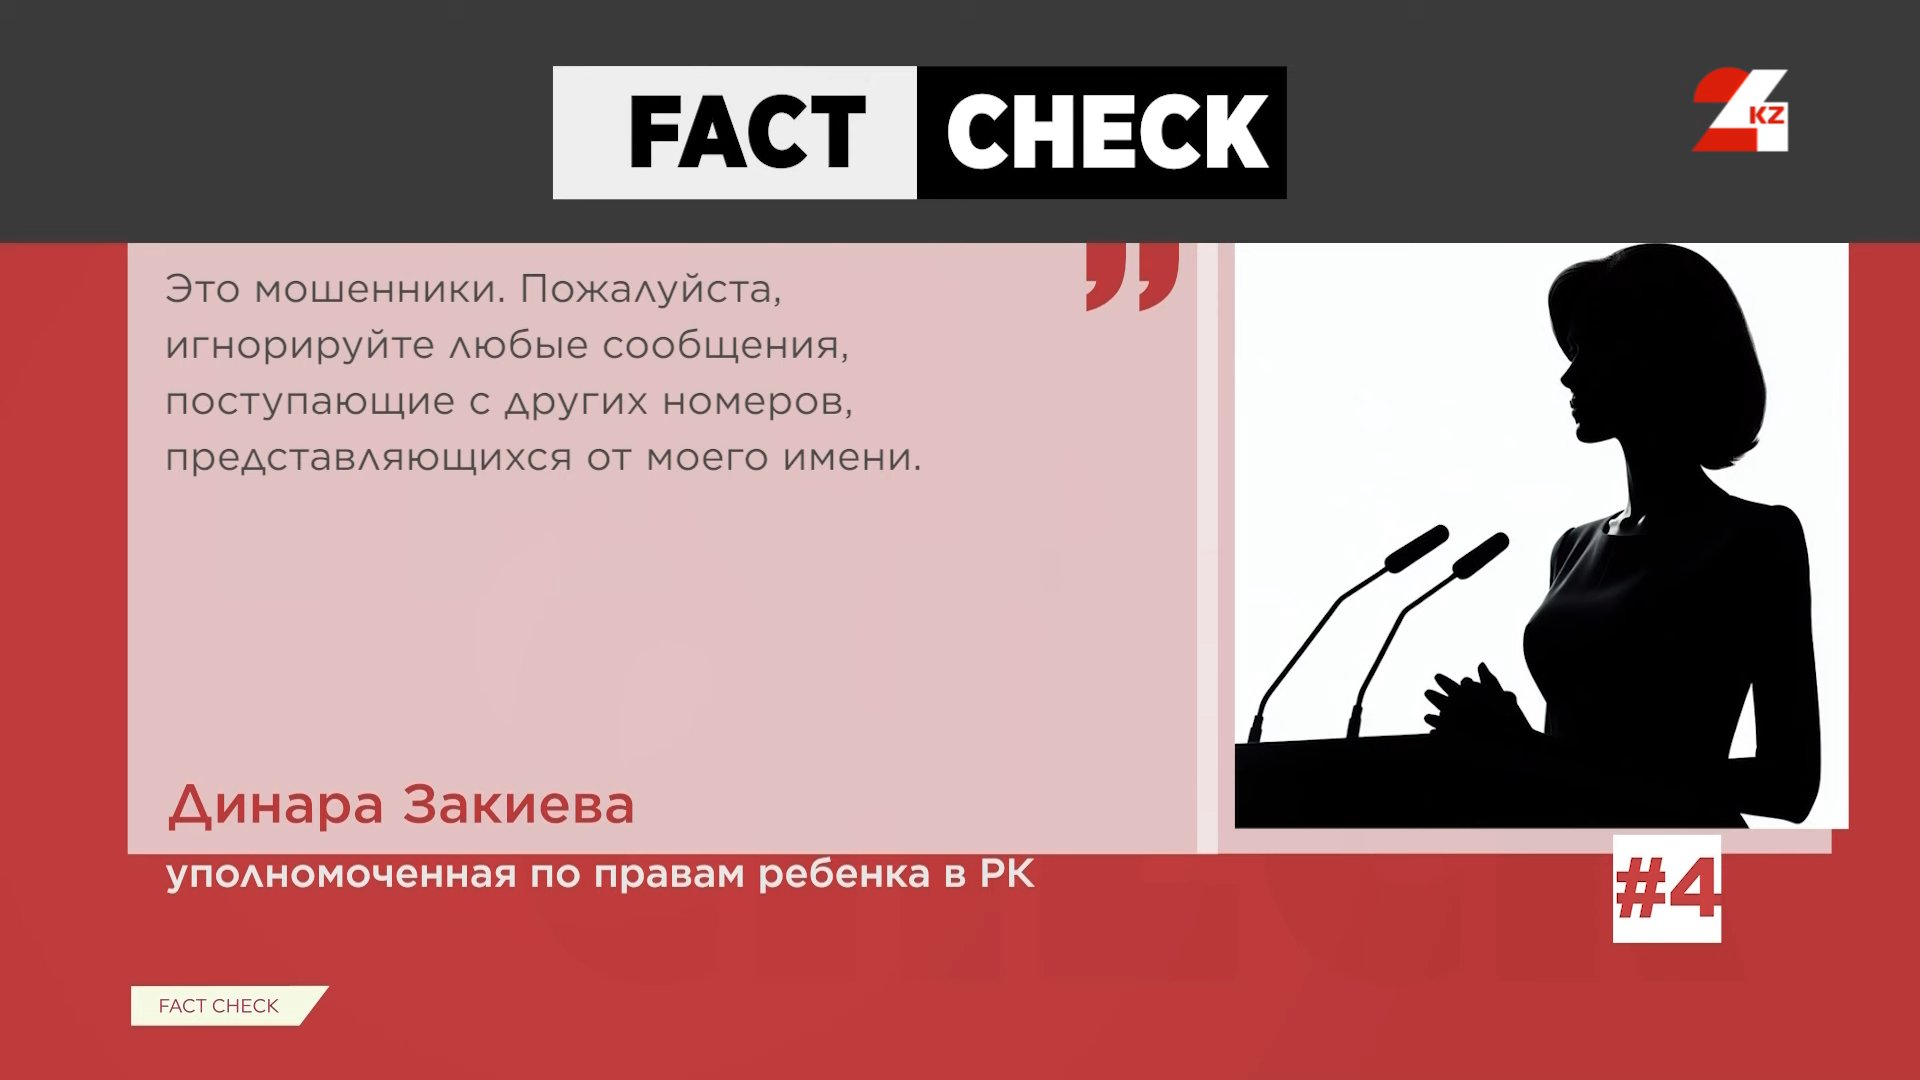 FACT CHECK
24 KZ
Это мошенники. Пожалуйста,
игнорируйте любые сообщения,
поступающие с других номеров,
представляющихся от моего имени.
”
Динара Закиева
уполномоченная по правам ребенка в РК
#4
FACT CHECK